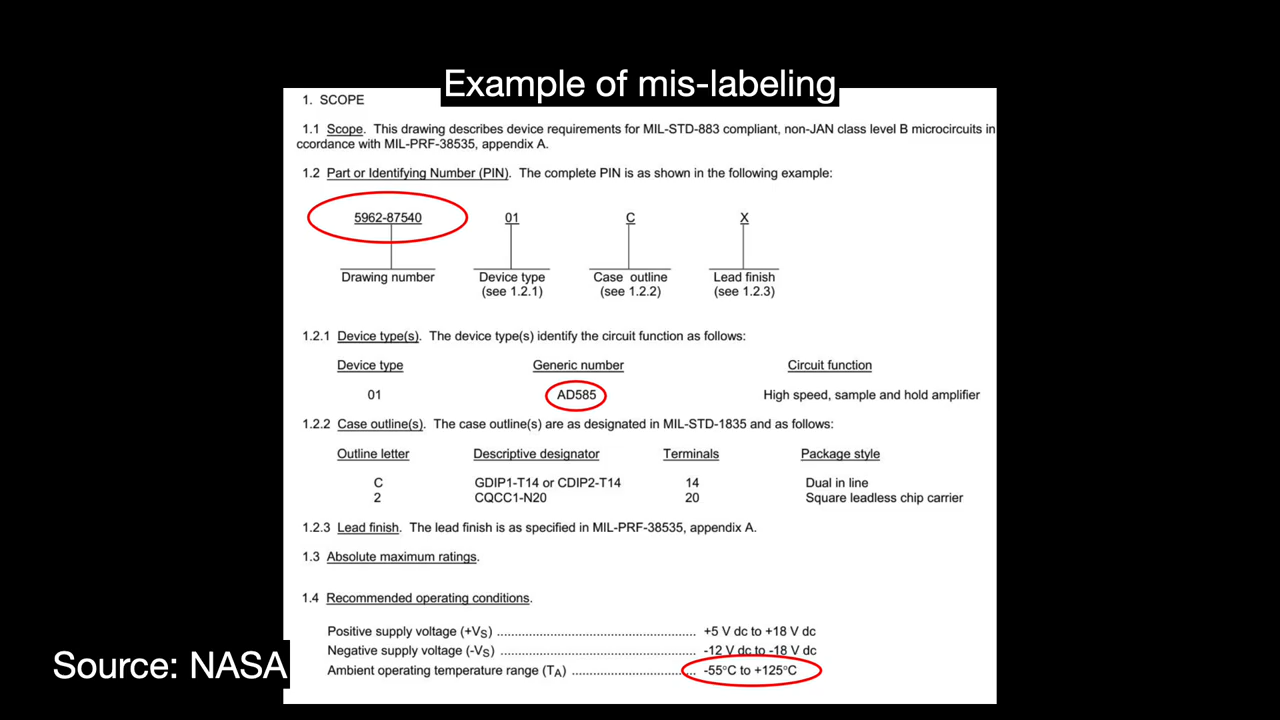 Example of mis-labeling
1. SCOPE
1.1 Scope. This drawing describes device requirements for MIL-STD-883 compliant, non-JAN class level B microcircuits in
ccordance with MIL-PRF-38535, appendix A.
1.2 Part or Identifying Number (PIN). The complete PIN is as shown in the following example:
5962-87540 01 C X
Drawing number Device type Case outline Lead finish
(see 1.2.1) (see 1.2.2) (see 1.2.3)
1.2.1 Device type(s). The device type(s) identify the circuit function as follows:
Device type Generic number Circuit function
01 AD585 High speed, sample and hold amplifier
1.2.2 Case outline(s). The case outline(s) are as designated in MIL-STD-1835 and as follows:
Outline letter Descriptive designator Terminals Package style
C GDIP1-T14 or CDIP2-T14 14 Dual in line
2 CQCC1-N20 20 Square leadless chip carrier
1.2.3 Lead finish. The lead finish is as specified in MIL-PRF-38535, appendix A.
1.3 Absolute maximum ratings.
1.4 Recommended operating conditions.
Positive supply voltage (+VS) ........................................................ +5 V dc to +18 V dc
Negative supply voltage (-VS) ....................................................... -12 V dc to -18 V dc
Ambient operating temperature range (TA) ................................... -55°C to +125°C
Source: NASA